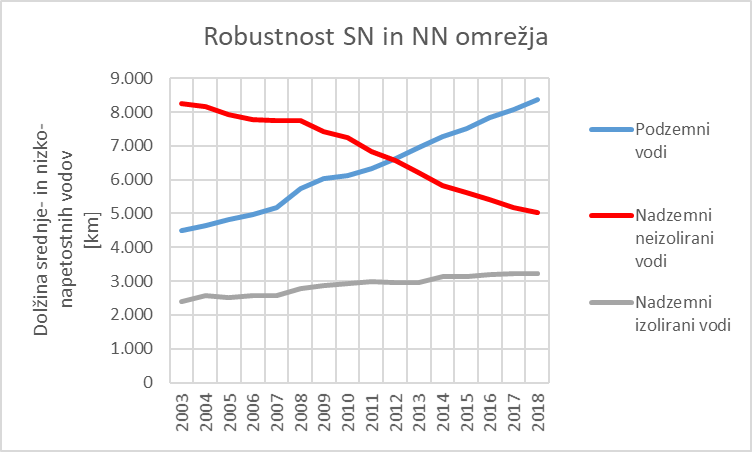 Robustnost SN in NN omrežja
Dolžina srednje- in nizko-
napetostnih vodov
[km]
9.000
8.000
7.000
6.000
5.000
4.000
3.000
2.000
1.000
0
2003
2004
2005
2006
2007
2008
2009
2010
2011
2012
2013
2014
2015
2016
2017
2018
Podzemni
vodi
Nadzemni
neizolirani
vodi
Nadzemni
izolirani vodi